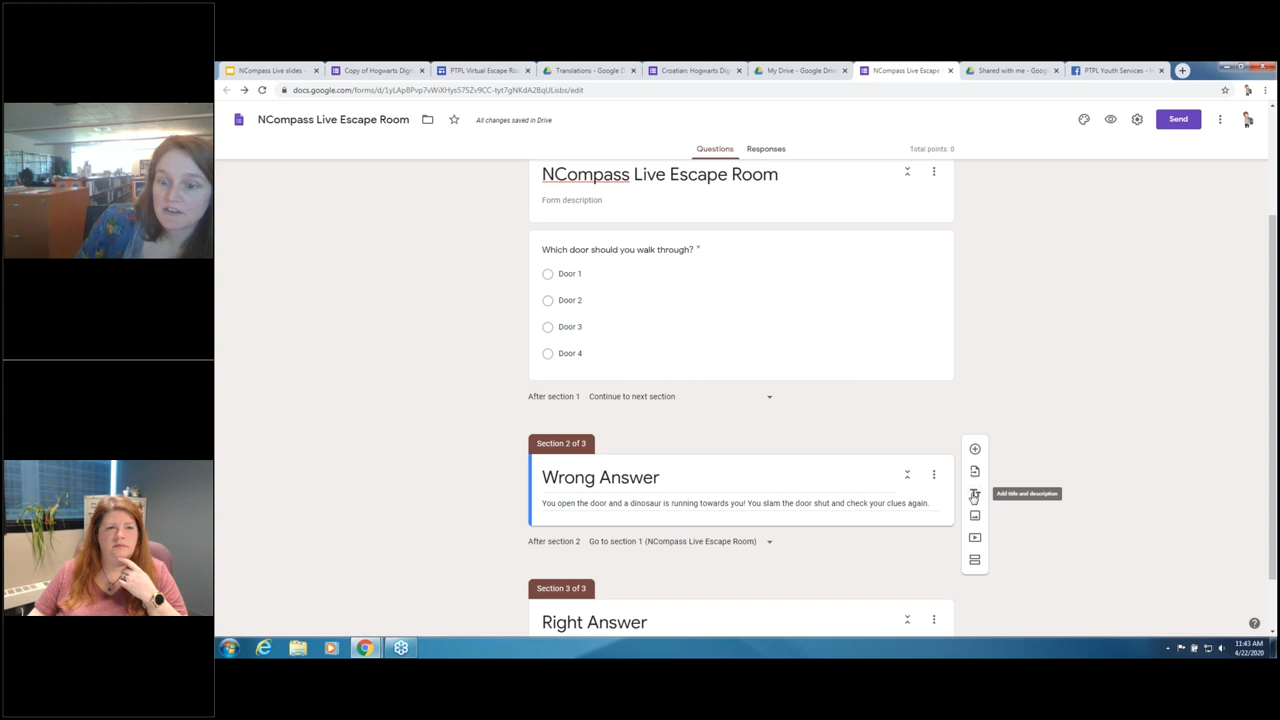 NCompass Live slides -
Copy of Hogwarts Digit
PTPL Virtual Escape Roo
Translations - Google D
Croatian: Hogwarts Digi
My Drive - Google Drive
NCompass Live Escape
Shared with me - Goog
PTPL Youth Services -
docs.google.com/forms/d/1yLApBPvp7vWiXHys575Zv9CC-tyt7gNKdA2BqULisbs/edit
NCompass Live Escape Room
All changes saved in Drive
Send
Questions
Responses
Total points: 0
NCompass Live Escape Room
Form description
Which door should you walk through? *
Door 1
Door 2
Door 3
Door 4
After section 1 Continue to next section
Section 2 of 3
Wrong Answer
Add title and description
You open the door and a dinosaur is running towards you! You slam the door shut and check your clues again.
After section 2 Go to section 1 (NCompass Live Escape Room)
Section 3 of 3
Right Answer
11:43 AM
4/22/2020